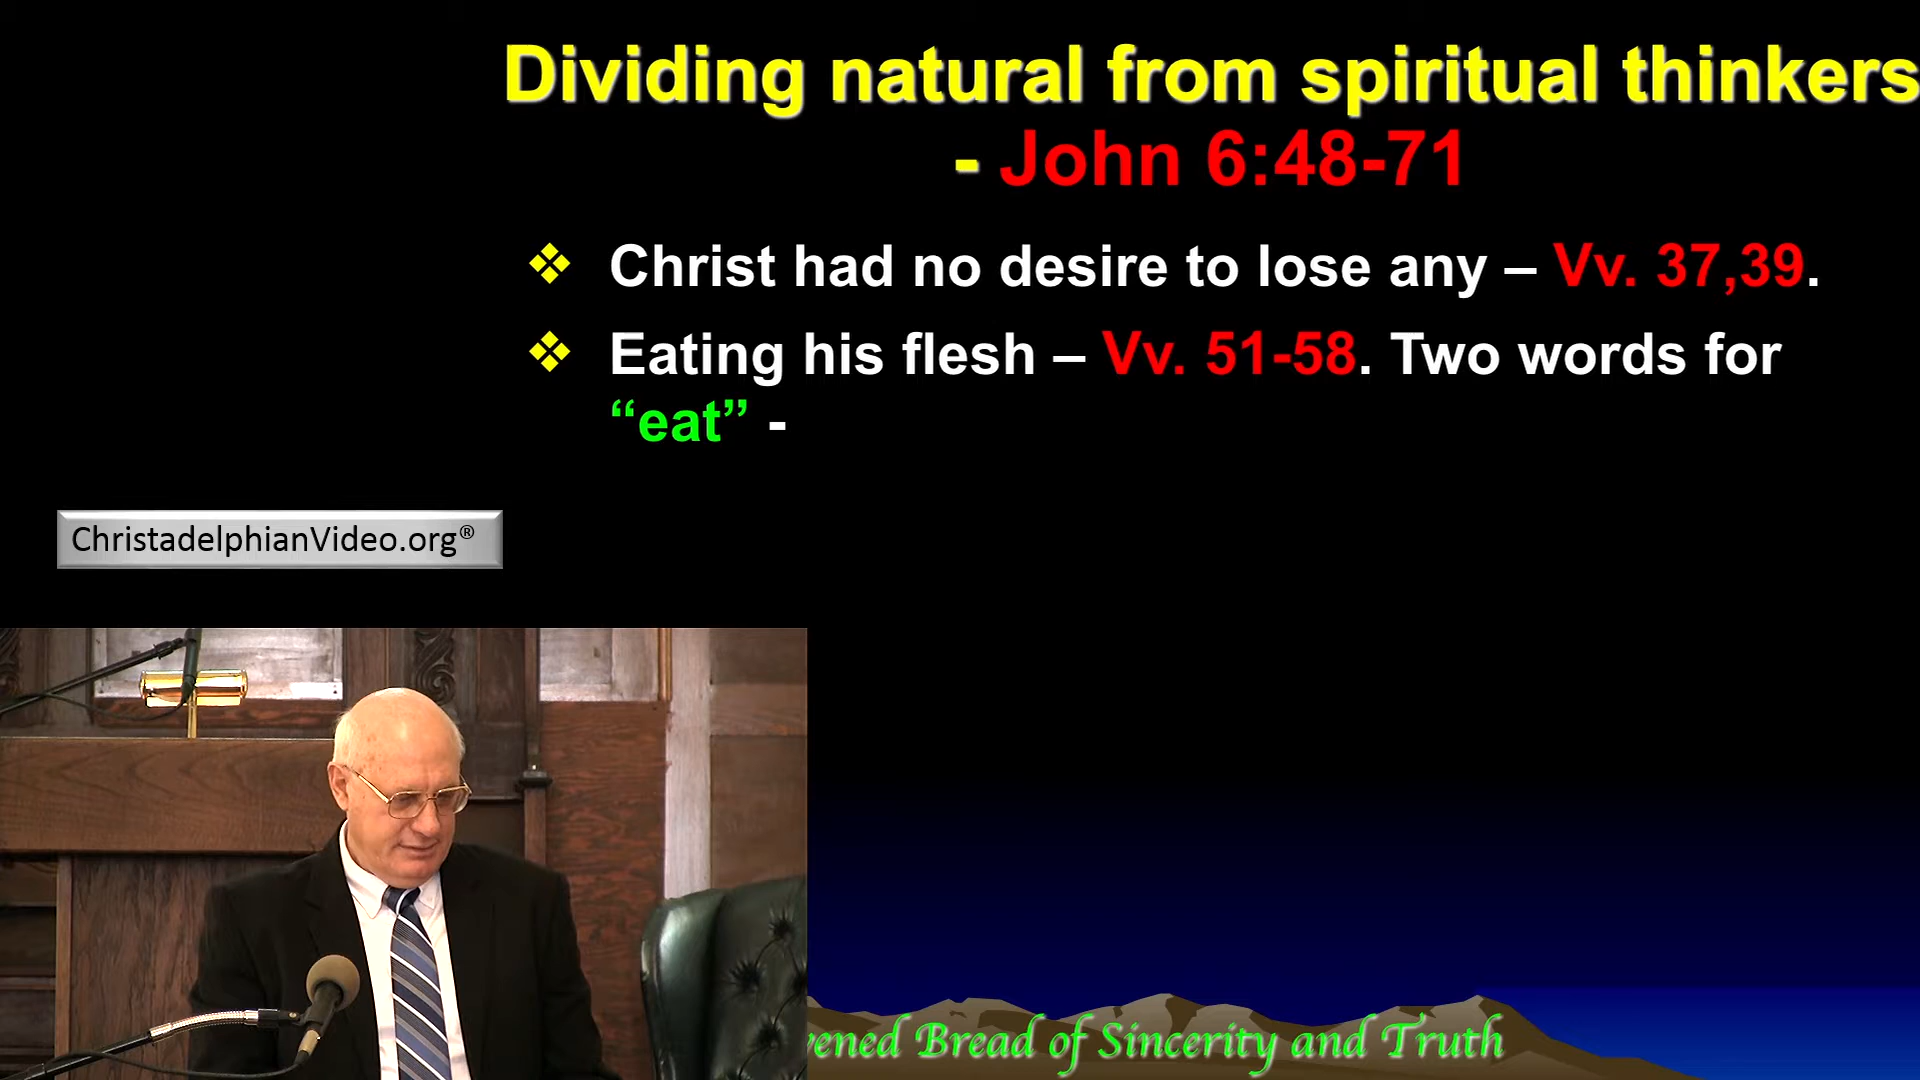 Dividing natural from spiritual thinkers
- John 6:48-71
❖ Christ had no desire to lose any – Vv. 37,39.
❖ Eating his flesh – Vv. 51-58. Two words for
“eat” -
ChristadelphianVideo.org®
Bread of Sincerity and Truth